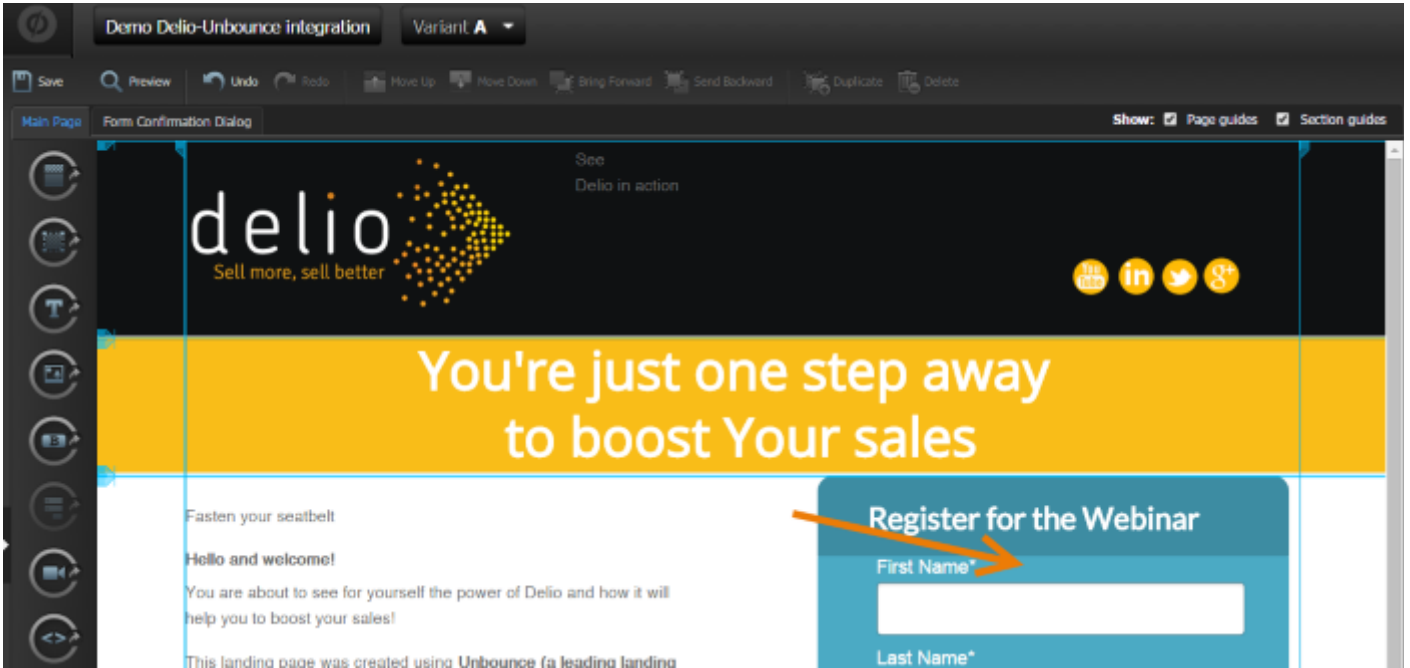 Demo Delio-Unbounce integration
Variant A
Save
Preview
Undo
Redo
Move Up
Move Down
Bring Forward
Send Backward
Duplicate
Delete
Main Page
Form Confirmation Dialog
Show:
Page guides
Section guides
See
Delio in action
delio
Sell more, sell better
You Tube
in
g+
You're just one step away
to boost Your sales
Fasten your seatbelt
Hello and welcome!
You are about to see for yourself the power of Delio and how it will
help you to boost your sales!
This landing page was created using Unbounce (a leading landing
Register for the Webinar
First Name*
Last Name*